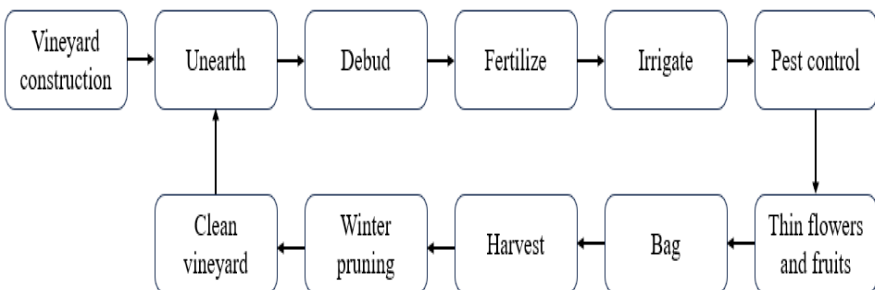 Vineyard
construction
Unearth
Debud
Fertilize
Irrigate
Pest control
Thin flowers
and fruits
Bag
Harvest
Winter
pruning
Clean
vineyard